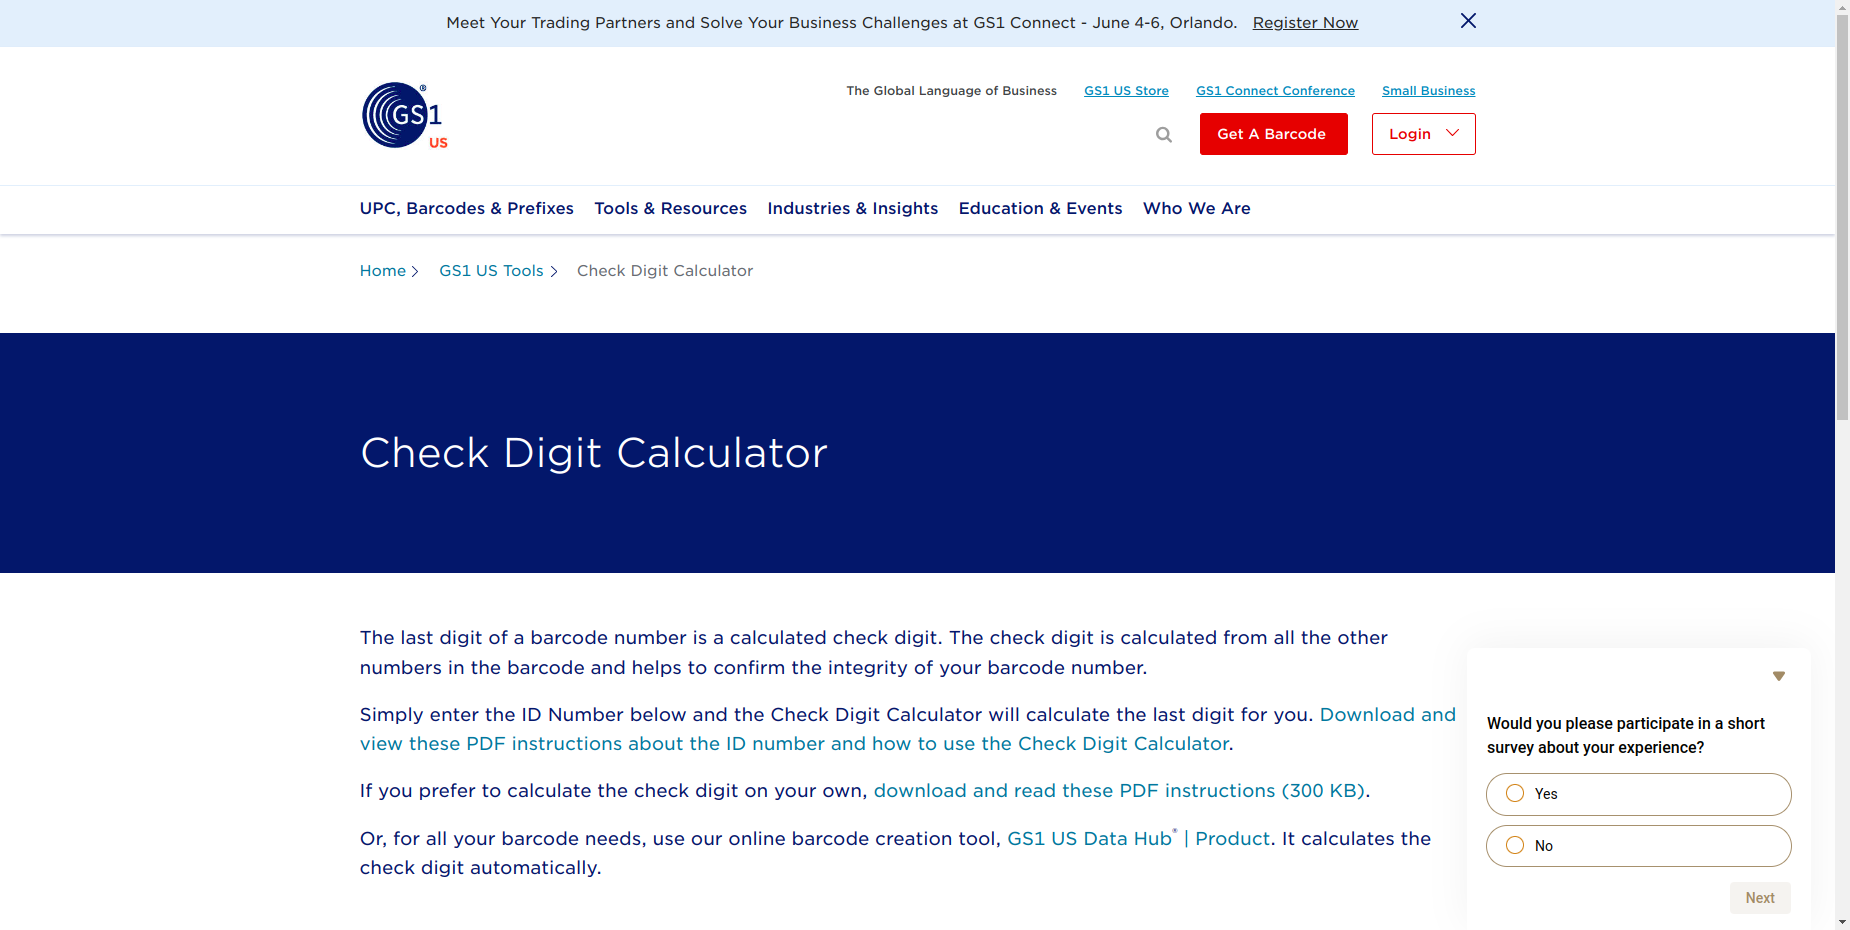 Meet Your Trading Partners and Solve Your Business Challenges at GS1 Connect - June 4-6, Orlando. Register Now
The Global Language of Business GS1 US Store GS1 Connect Conference Small Business
GS1®
US
Get A Barcode Login
UPC, Barcodes & Prefixes Tools & Resources Industries & Insights Education & Events Who We Are
Home GS1 US Tools Check Digit Calculator
Check Digit Calculator
The last digit of a barcode number is a calculated check digit. The check digit is calculated from all the other
numbers in the barcode and helps to confirm the integrity of your barcode number.
Simply enter the ID Number below and the Check Digit Calculator will calculate the last digit for you. Download and
view these PDF instructions about the ID number and how to use the Check Digit Calculator.
If you prefer to calculate the check digit on your own, download and read these PDF instructions (300 KB).
Or, for all your barcode needs, use our online barcode creation tool, GS1 US Data Hub® | Product. It calculates the
check digit automatically.
Would you please participate in a short
survey about your experience?
Yes
No
Next